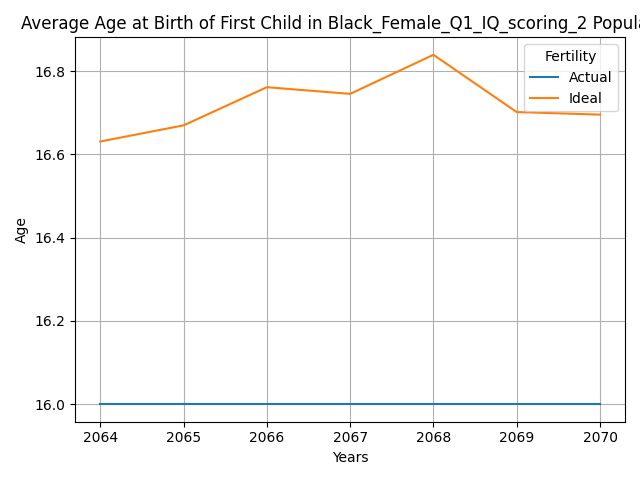 Average Age at Birth of First Child in Black_Female_Q1_IQ_scoring_2 Popula
Fertility
Actual
Ideal
16.8
16.6
16.4
16.2
16.0
Age
2064 2065 2066 2067 2068 2069 2070
Years